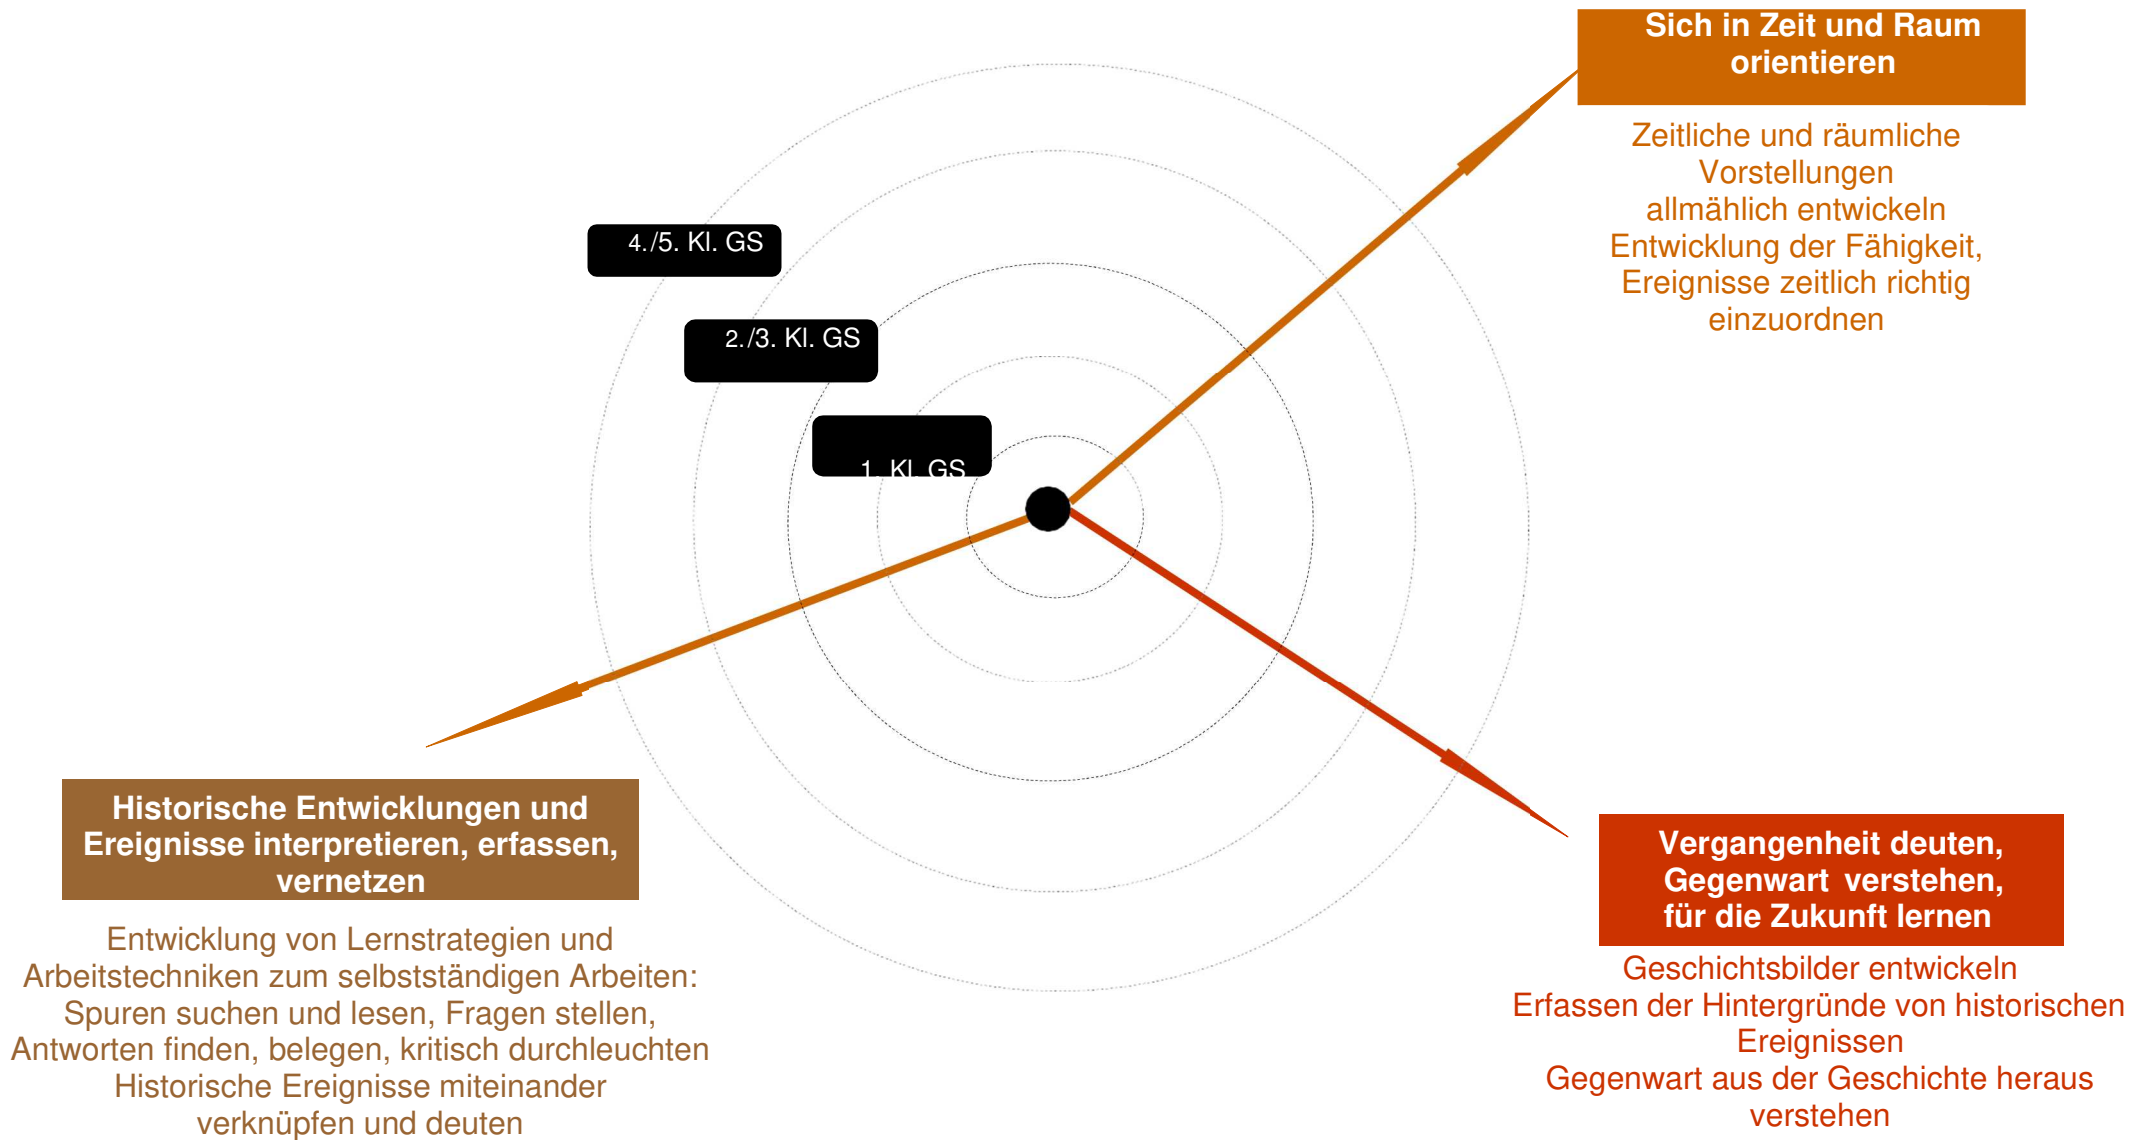 Sich in Zeit und Raum
orientieren
Zeitliche und räumliche
Vorstellungen
allmählich entwickeln
Entwicklung der Fähigkeit,
Ereignisse zeitlich richtig
einzuordnen
4./5. Kl. GS
2./3. Kl. GS
1. Kl. GS
Historische Entwicklungen und
Ereignisse interpretieren, erfassen,
vernetzen
Entwicklung von Lernstrategien und
Arbeitstechniken zum selbstständigen Arbeiten:
Spuren suchen und lesen, Fragen stellen,
Antworten finden, belegen, kritisch durchleuchten
Historische Ereignisse miteinander
verknüpfen und deuten
Vergangenheit deuten,
Gegenwart verstehen,
für die Zukunft lernen
Geschichtsbilder entwickeln
Erfassen der Hintergründe von historischen
Ereignissen
Gegenwart aus der Geschichte heraus
verstehen